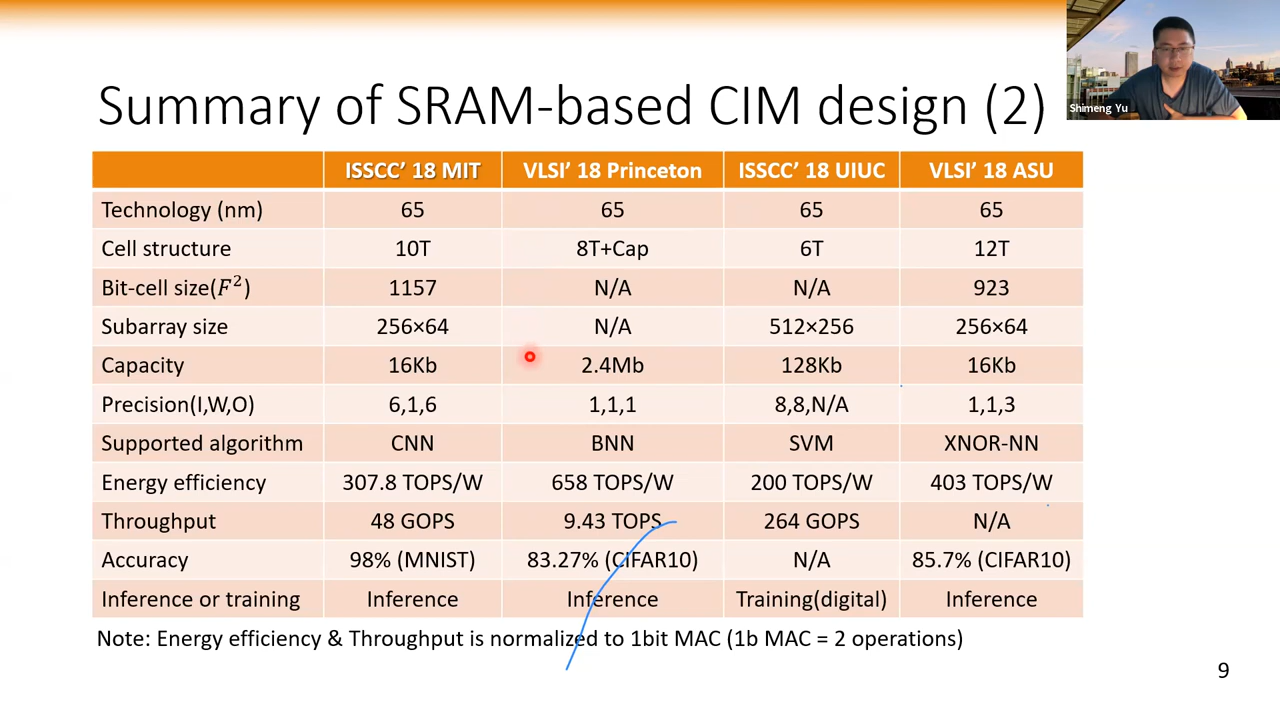 Shimeng Yu
Summary of SRAM-based CIM design (2)
ISSCC’ 18 MIT VLSI’ 18 Princeton ISSCC’ 18 UIUC VLSI’ 18 ASU
Technology (nm) 65 65 65 65
Cell structure 10T 8T+Cap 6T 12T
Bit-cell size(F²) 1157 N/A N/A 923
Subarray size 256×64 N/A 512×256 256×64
Capacity 16Kb 2.4Mb 128Kb 16Kb
Precision(I,W,O) 6,1,6 1,1,1 8,8,N/A 1,1,3
Supported algorithm CNN BNN SVM XNOR-NN
Energy efficiency 307.8 TOPS/W 658 TOPS/W 200 TOPS/W 403 TOPS/W
Throughput 48 GOPS 9.43 TOPS 264 GOPS N/A
Accuracy 98% (MNIST) 83.27% (CIFAR10) N/A 85.7% (CIFAR10)
Inference or training Inference Inference Training(digital) Inference
Note: Energy efficiency & Throughput is normalized to 1bit MAC (1b MAC = 2 operations)
9